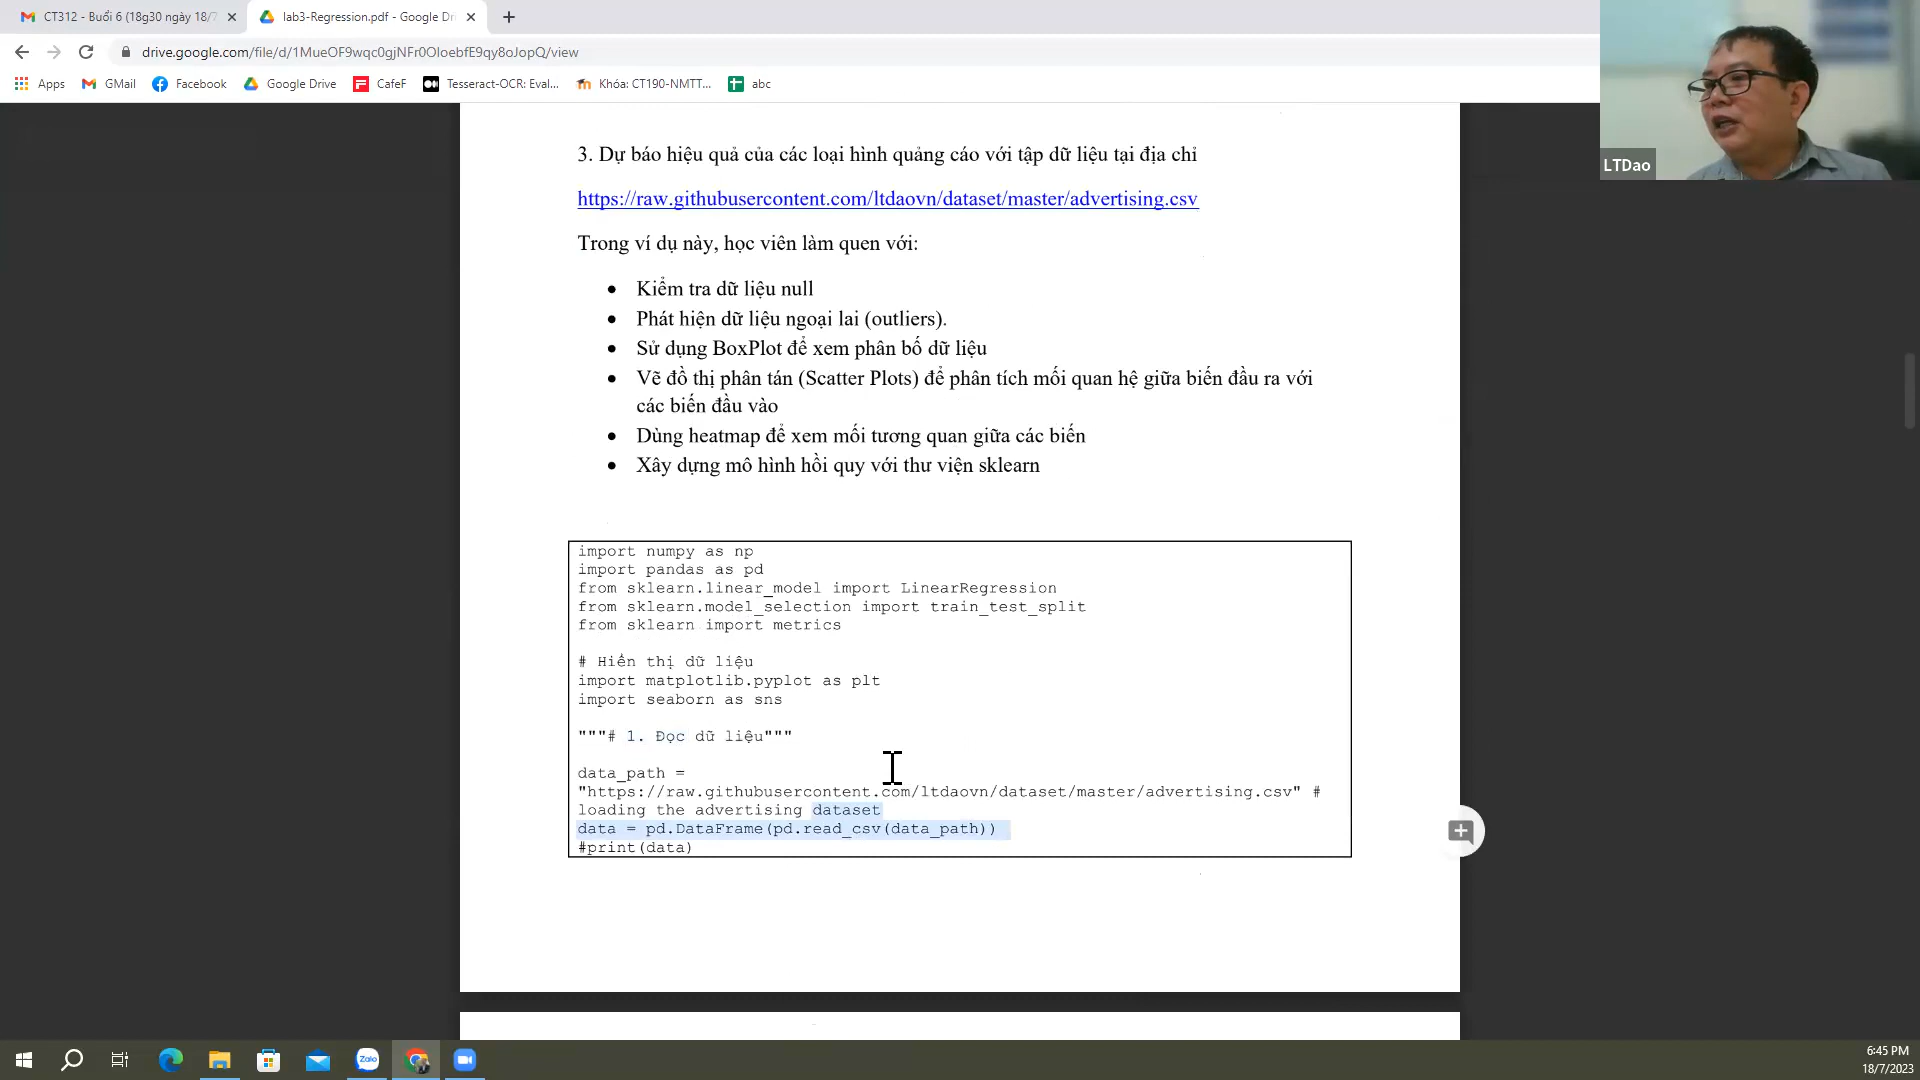 CT312 - Buổi 6 (18g30 ngày 18/7
lab3-Regression.pdf - Google Dri
drive.google.com/file/d/1MueOF9wqc0gjNFr0OloebfE9qy8oJopQ/view
Apps
GMail
Facebook
Google Drive
CafeF
Tesseract-OCR: Eval...
Khóa: CT190-NMTT...
abc
LTDao
3. Dự báo hiệu quả của các loại hình quảng cáo với tập dữ liệu tại địa chỉ
https://raw.githubusercontent.com/ltdaovn/dataset/master/advertising.csv
Trong ví dụ này, học viên làm quen với:
• Kiểm tra dữ liệu null
• Phát hiện dữ liệu ngoại lai (outliers).
• Sử dụng BoxPlot để xem phân bố dữ liệu
• Vẽ đồ thị phân tán (Scatter Plots) để phân tích mối quan hệ giữa biến đầu ra với
các biến đầu vào
• Dùng heatmap để xem mối tương quan giữa các biến
• Xây dựng mô hình hồi quy với thư viện sklearn
import numpy as np
import pandas as pd
from sklearn.linear_model import LinearRegression
from sklearn.model_selection import train_test_split
from sklearn import metrics
# Hiển thị dữ liệu
import matplotlib.pyplot as plt
import seaborn as sns
"""# 1. Đọc dữ liệu"""
data_path =
"https://raw.githubusercontent.com/ltdaovn/dataset/master/advertising.csv" #
loading the advertising dataset
data = pd.DataFrame(pd.read_csv(data_path))
#print(data)
Zalo
6:45 PM
18/7/2023